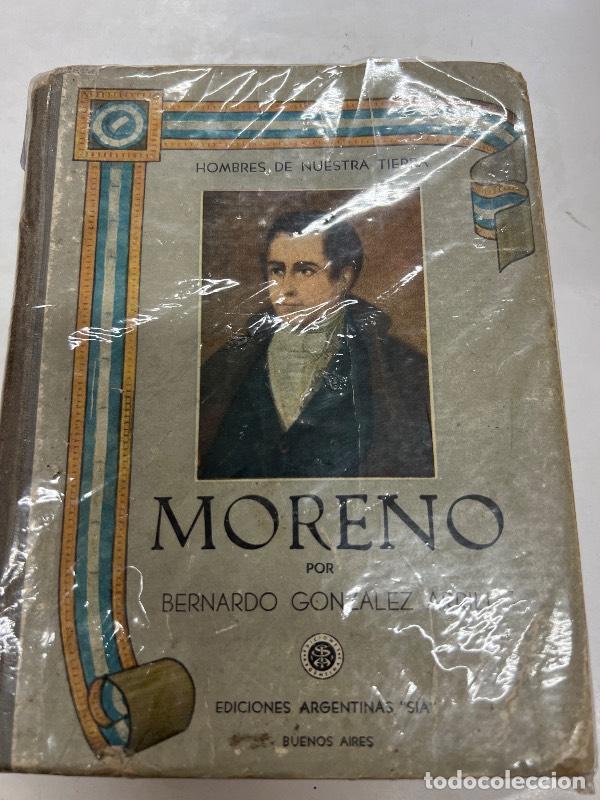 HOMBRES DE NUESTRA TIERRA
MORENO
POR
BERNARDO GONZALEZ
EDICIONES ARGENTINAS "SIA"
BUENOS AIRES
todocoleccion